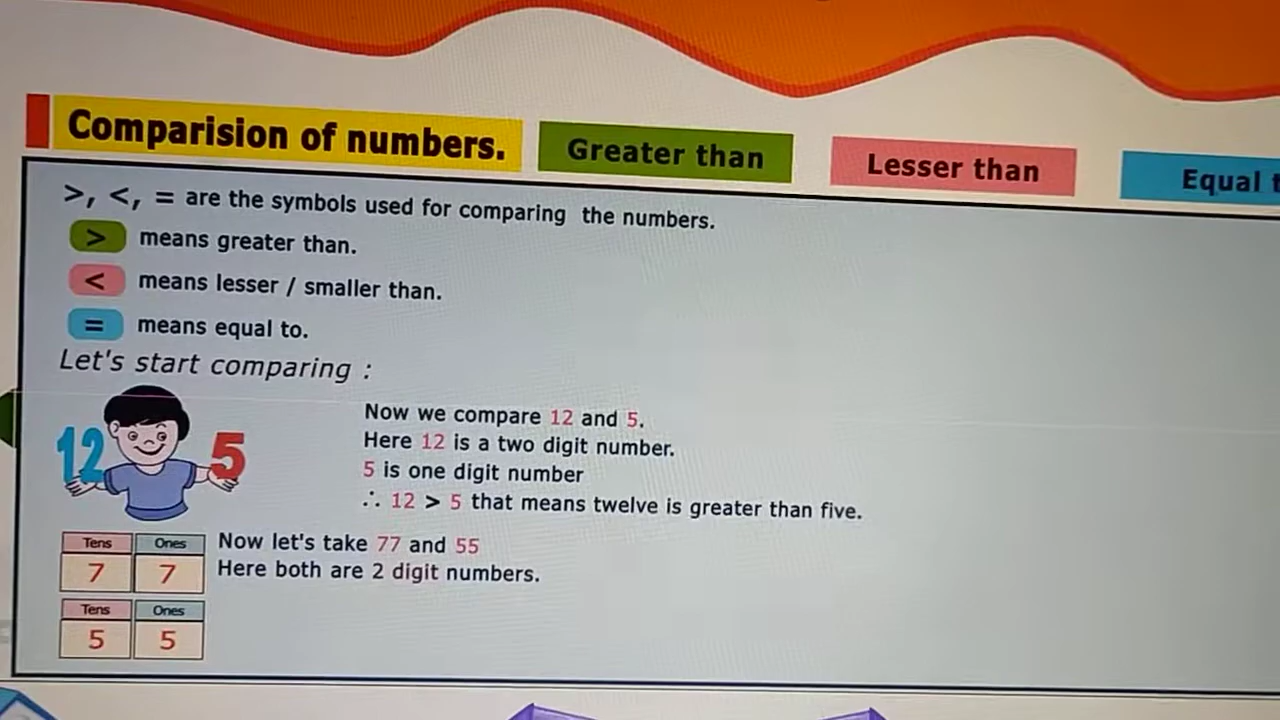 Comparision of numbers.
Greater than
Lesser than
Equal
>, <, = are the symbols used for comparing the numbers.
> means greater than.
< means lesser / smaller than.
= means equal to.
Let's start comparing :
12 5
Now we compare 12 and 5.
Here 12 is a two digit number.
5 is one digit number
∴ 12 > 5 that means twelve is greater than five.
Tens Ones
7 7
Now let's take 77 and 55
Here both are 2 digit numbers.
Tens Ones
5 5